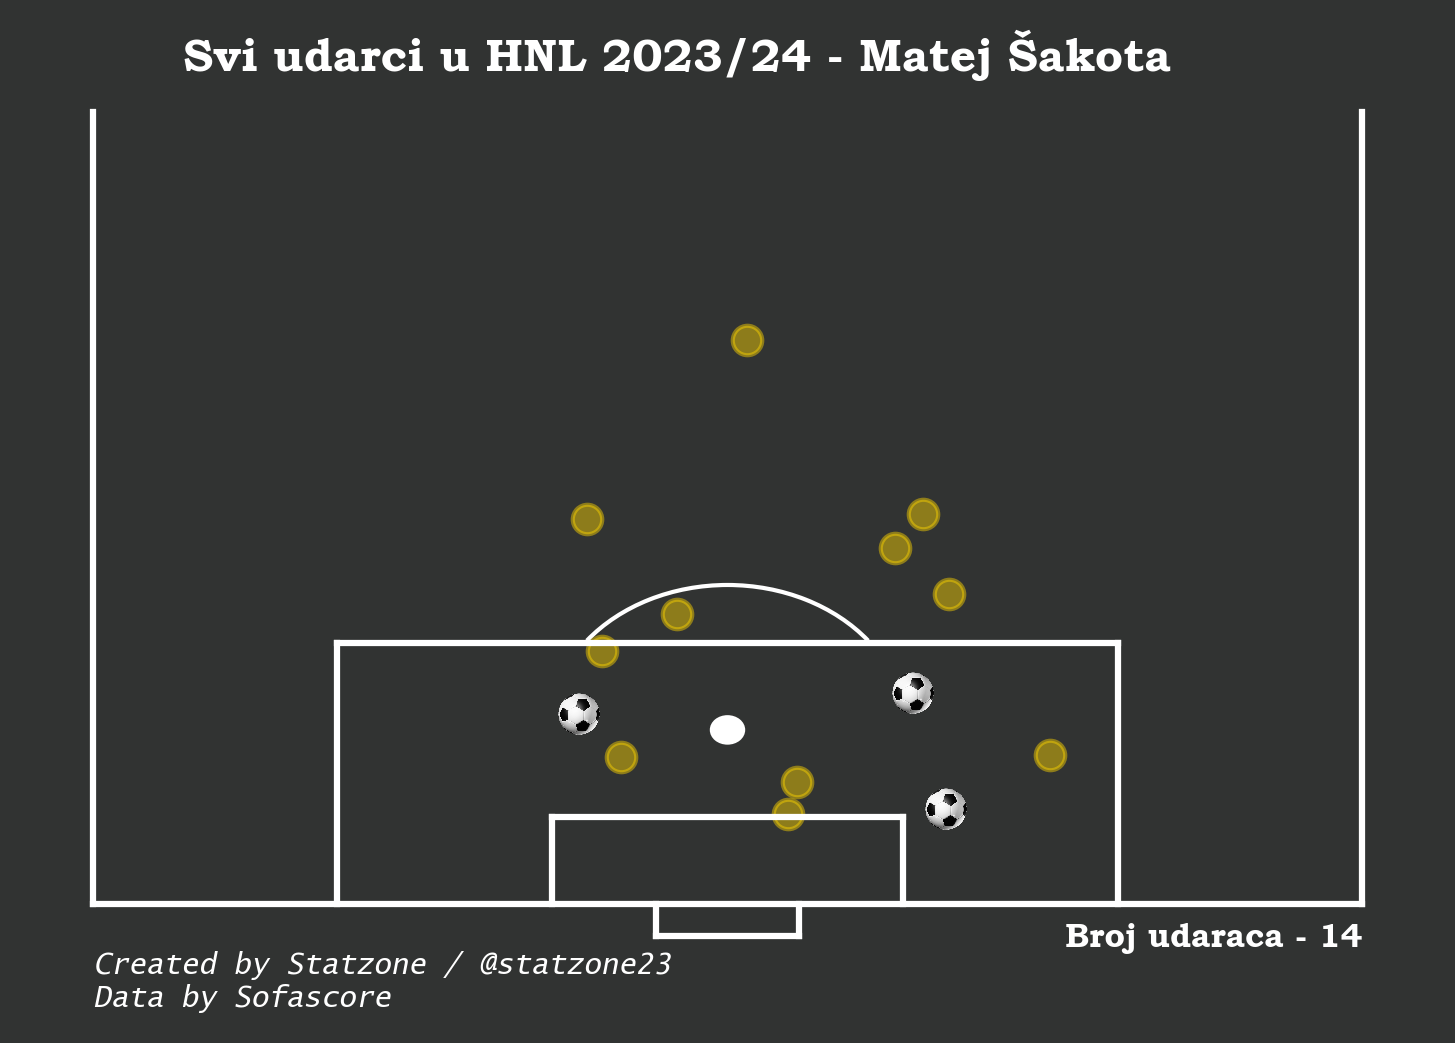 Svi udarci u HNL 2023/24 - Matej Šakota
Broj udaraca - 14
Created by Statzone / @statzone23
Data by Sofascore